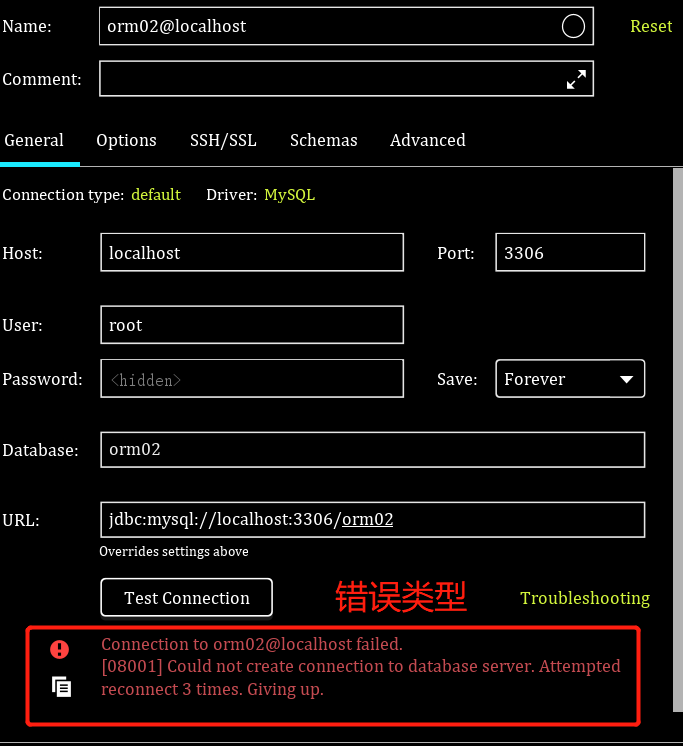 Name: orm02@localhost Reset
Comment:
General Options SSH/SSL Schemas Advanced
Connection type: default Driver: MySQL
Host: localhost Port: 3306
User: root
Password: <hidden> Save: Forever
Database: orm02
URL: jdbc:mysql://localhost:3306/orm02
Overrides settings above
Test Connection 错误类型 Troubleshooting
Connection to orm02@localhost failed.
[08001] Could not create connection to database server. Attempted
reconnect 3 times. Giving up.